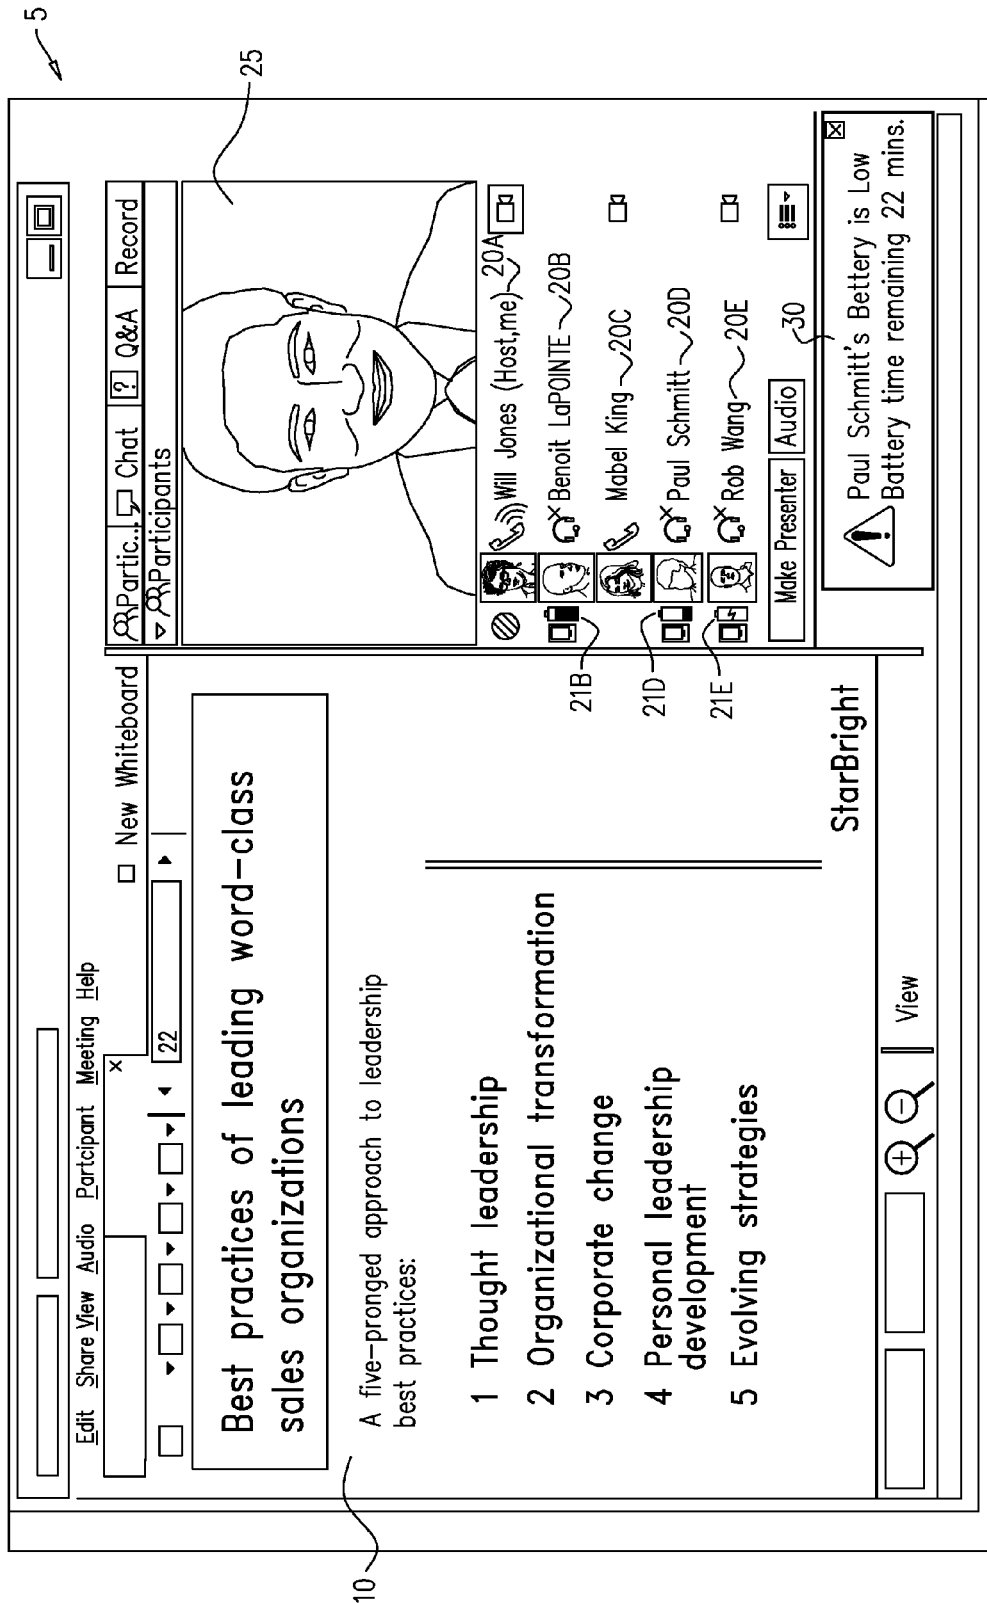 5
Edit Share View Audio Partcipant Meeting Help
×
New Whiteboard
22
Partic... Chat ? Q&A Record
Participants
25
Best practices of leading word-class
sales organizations
10
A five-pronged approach to leadership
best practices:
1 Thought leadership
2 Organizational transformation
3 Corporate change
4 Personal leadership
development
5 Evolving strategies
StarBright
Will Jones (Host,me) 20A
21B
Benoit LaPOINTE 20B
Mabel King 20C
21D
Paul Schmitt 20D
21E
Rob Wang 20E
Make Presenter Audio
30
Paul Schmitt's Bettery is Low
Battery time remaining 22 mins.
View